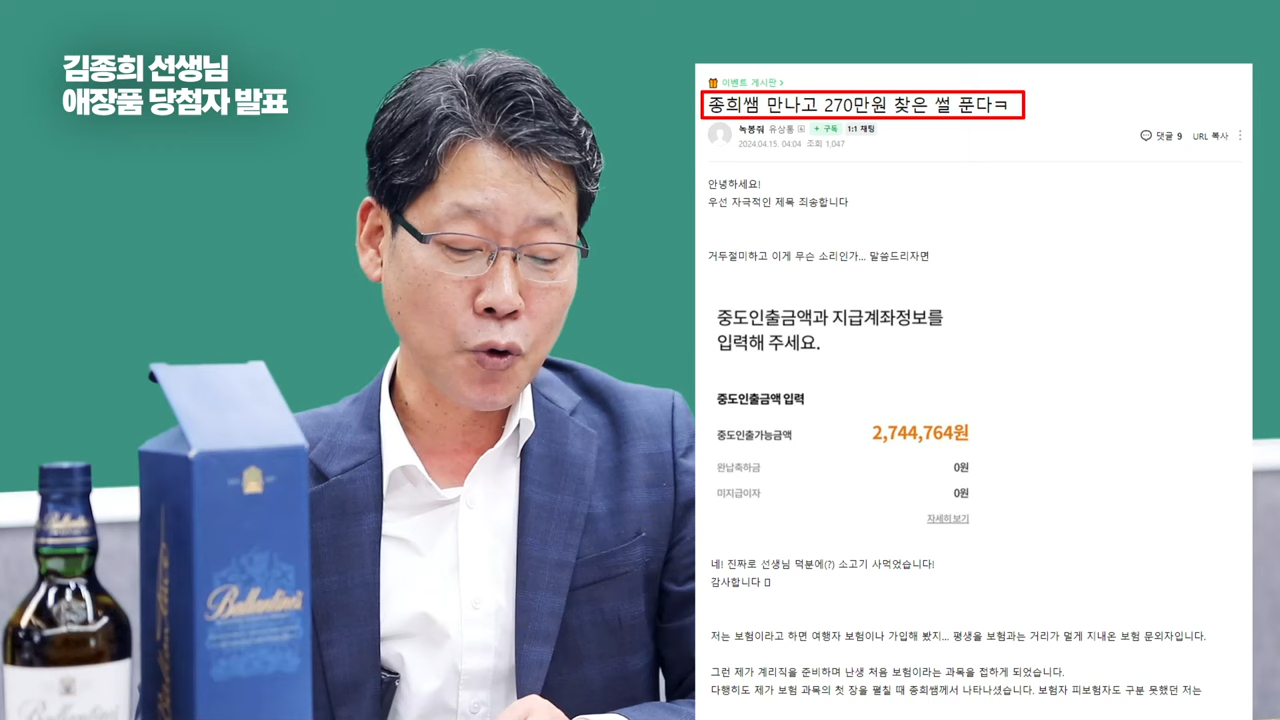 김종희 선생님
애장품 당첨자 발표
이벤트 게시판 >
종희쌤 만나고 270만원 찾은 썰 푼다ㅋ
녹봉줘 유상통 + 구독 1:1 채팅
2024.04.15. 04:04 조회 1,047
댓글 9 URL 복사
안녕하세요!
우선 자극적인 제목 죄송합니다
거두절미하고 이게 무슨 소리인가... 말씀드리자면
중도인출금액과 지급계좌정보를
입력해 주세요.
중도인출금액 입력
중도인출가능금액 2,744,764원
완납축하금 0원
미지급이자 0원
자세히보기
네! 진짜로 선생님 덕분에(?) 소고기 사먹었습니다!
감사합니다
저는 보험이라고 하면 여행자 보험이나 가입해 봤지... 평생을 보험과는 거리가 멀게 지내온 보험 문외자입니다.
그런 제가 계리직을 준비하며 난생 처음 보험이라는 과목을 접하게 되었습니다.
다행히도 제가 보험 과목의 첫 장을 펼칠 때 종희쌤께서 나타나셨습니다. 보험자 피보험자도 구분 못했던 저는
Ballantine's
Ballantine's